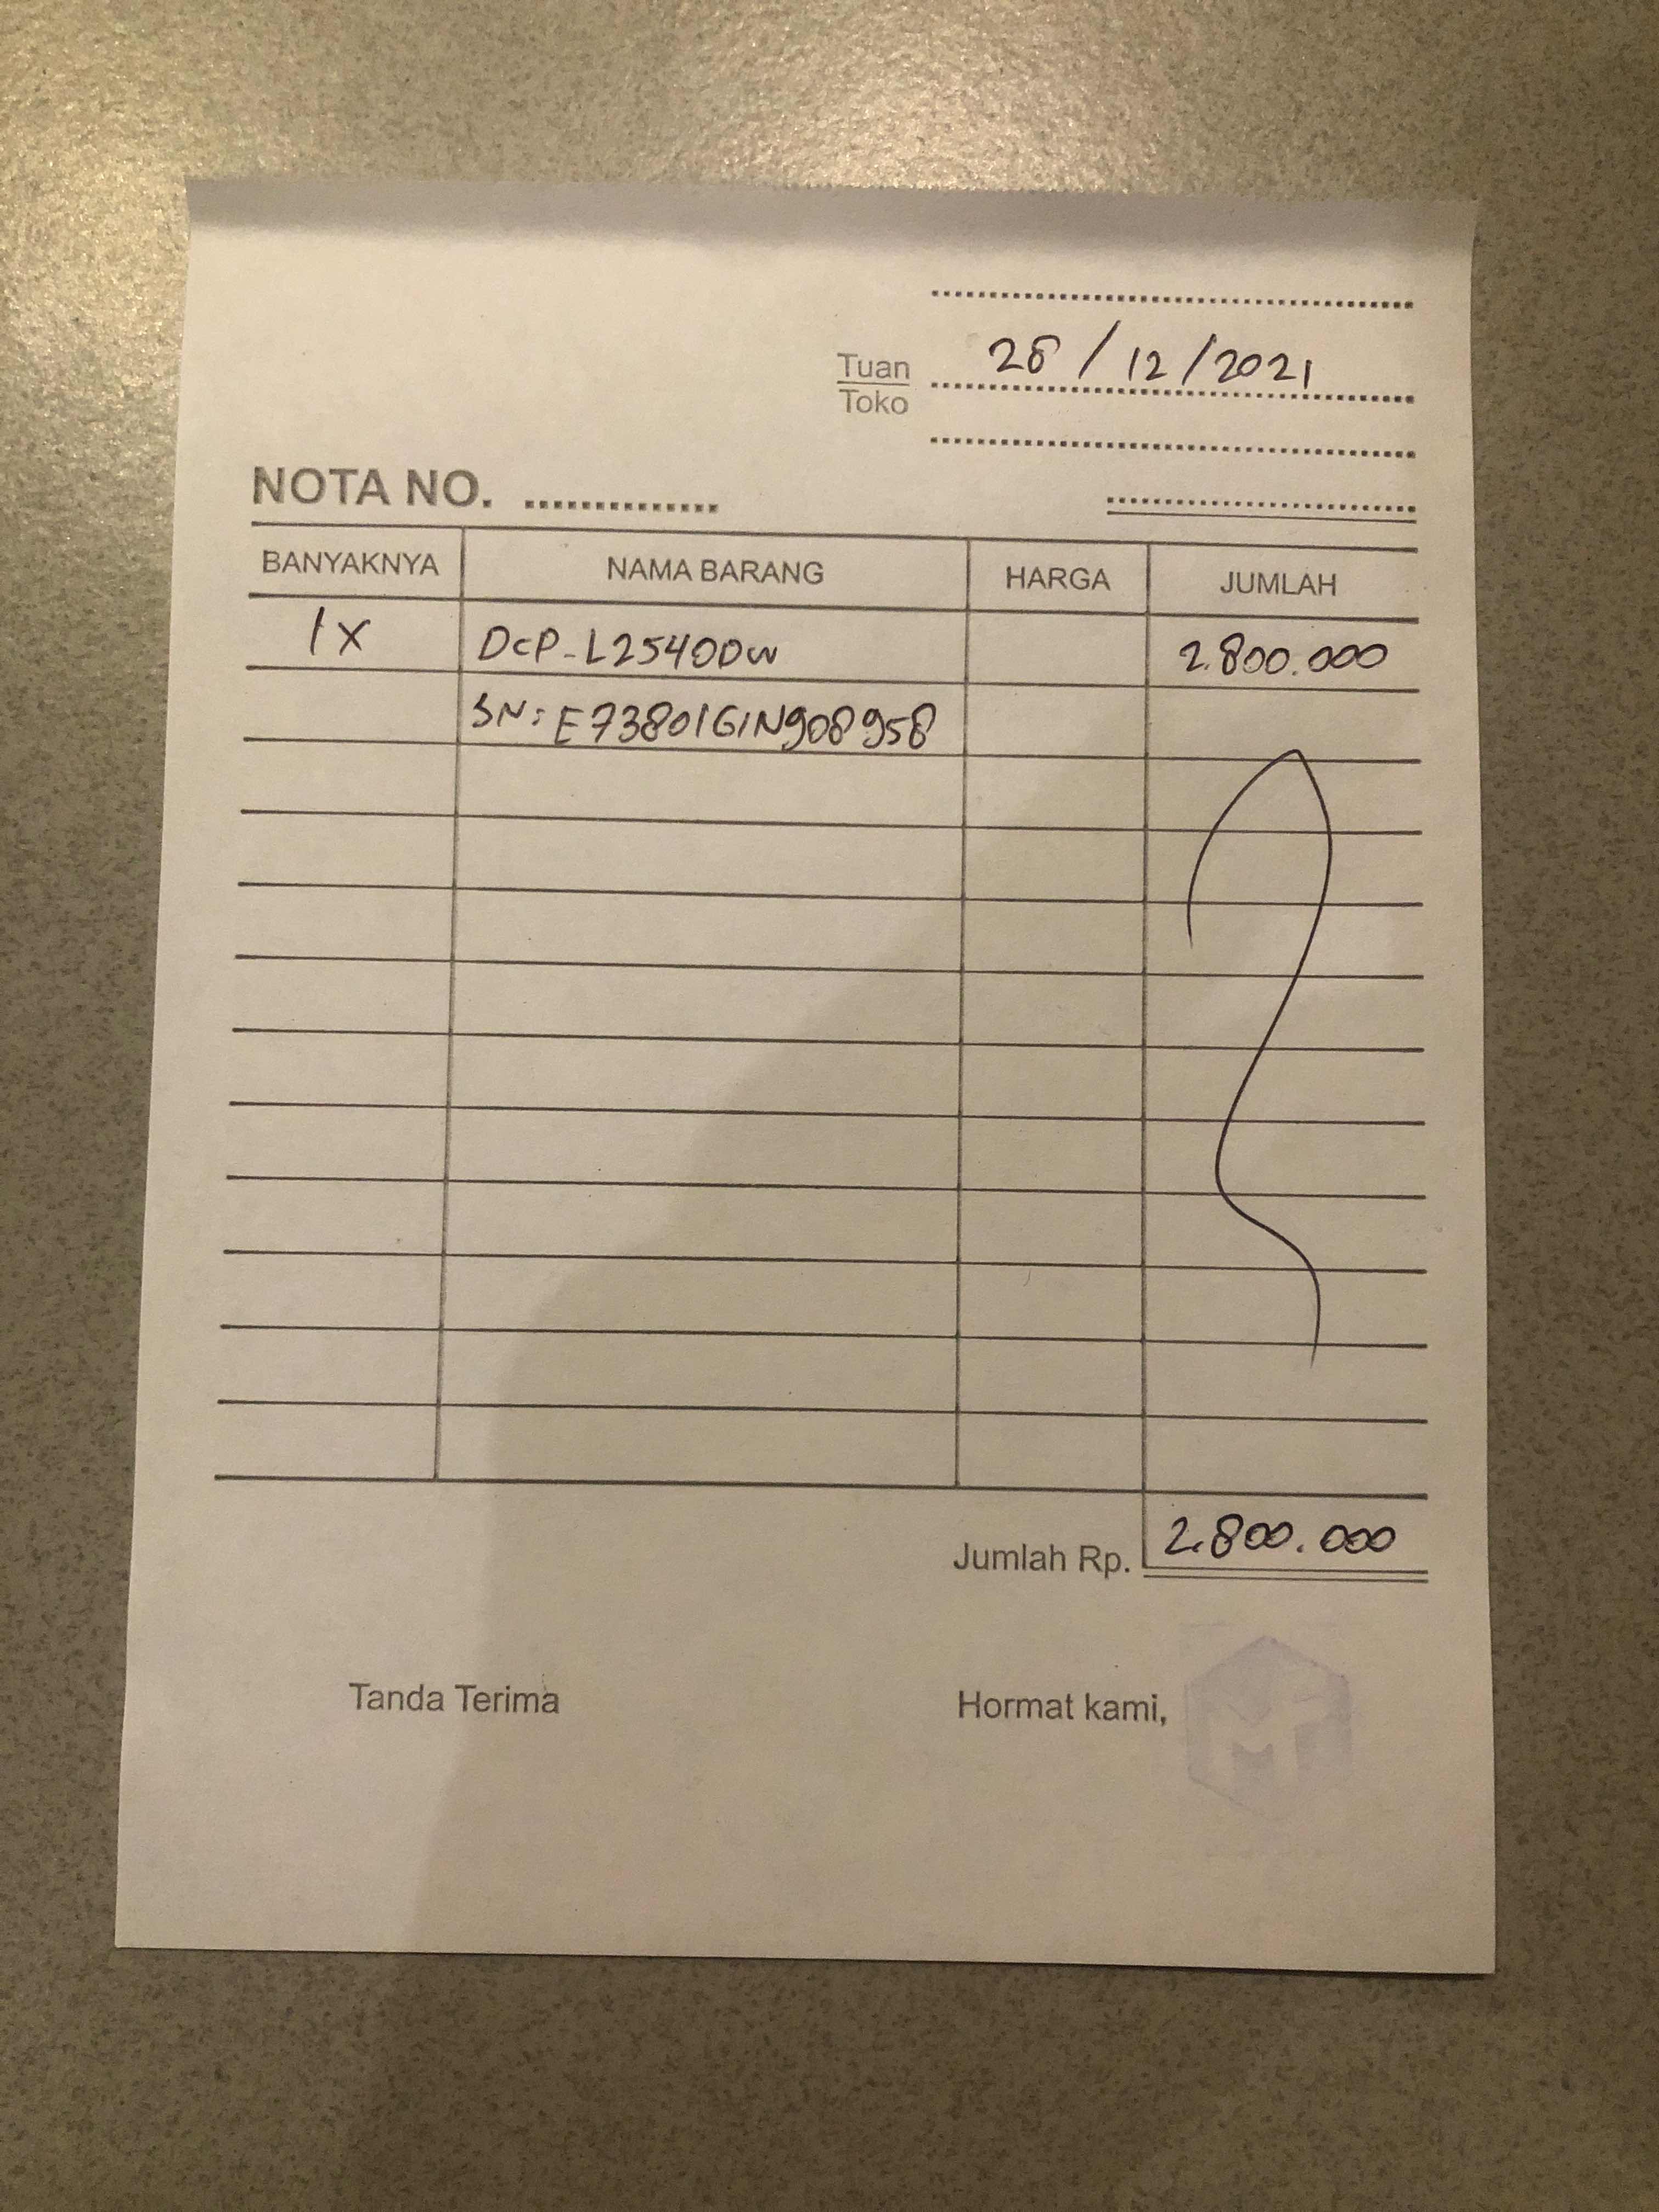 28/12/2021
Tuan
Toko
NOTA NO.
BANYAKNYA NAMA BARANG HARGA JUMLAH
1x DCP-L2540DW 2.800.000
SN: E73801G1N908958
Jumlah Rp. 2.800.000
Tanda Terima Hormat kami,